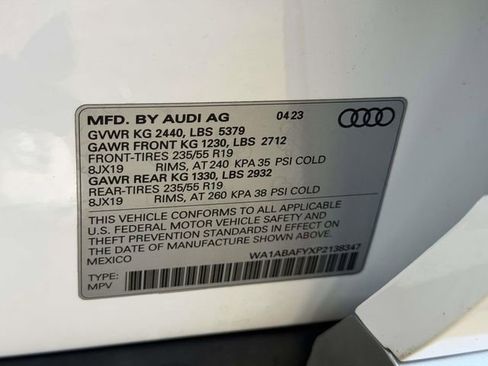 MFD. BY AUDI AG 04 23
GVWR KG 2440, LBS 5379
GAWR FRONT KG 1230, LBS 2712
FRONT-TIRES 235/55 R19
8JX19 RIMS, AT 240 KPA 35 PSI COLD
GAWR REAR KG 1330, LBS 2932
REAR-TIRES 235/55 R19
8JX19 RIMS, AT 260 KPA 38 PSI COLD
THIS VEHICLE CONFORMS TO ALL APPLICABLE
U.S. FEDERAL MOTOR VEHICLE SAFETY AND
THEFT PREVENTION STANDARDS IN EFFECT ON
THE DATE OF MANUFACTURE SHOWN ABOVE.
MEXICO
WA1ABAFYXP2138347
TYPE:
MPV